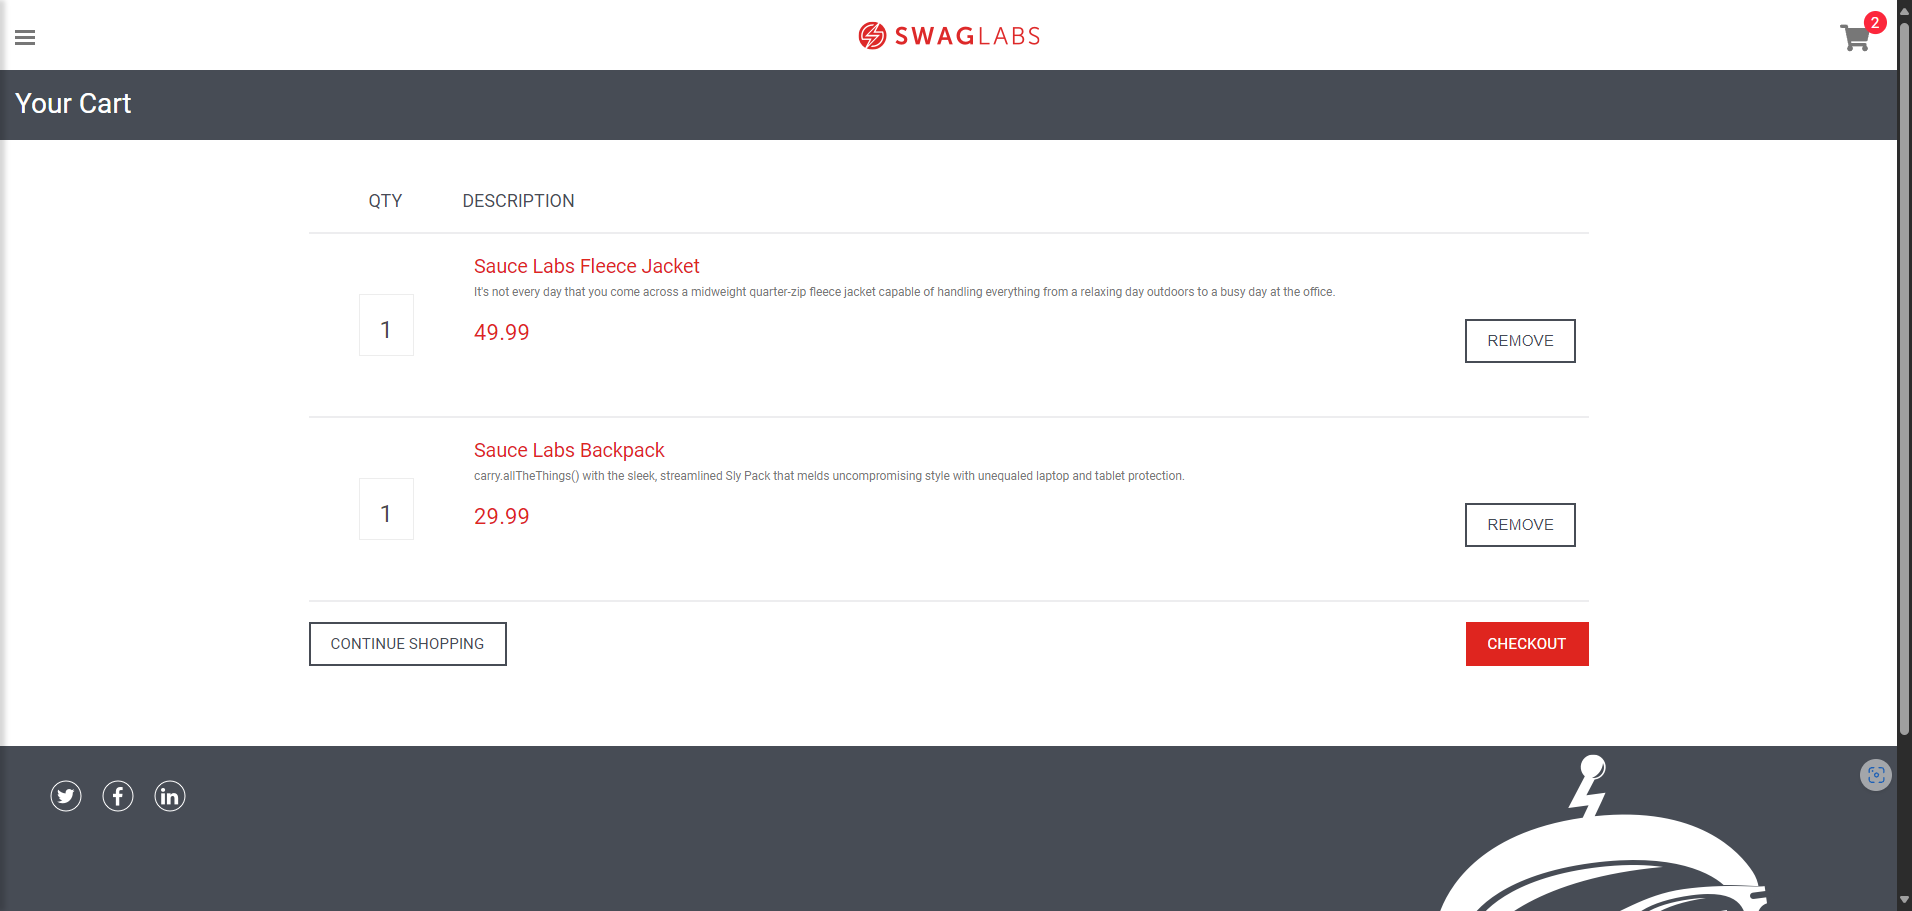 SWAGLABS
2
Your Cart
QTY DESCRIPTION
Sauce Labs Fleece Jacket
It's not every day that you come across a midweight quarter-zip fleece jacket capable of handling everything from a relaxing day outdoors to a busy day at the office.
1
49.99
REMOVE
Sauce Labs Backpack
carry.allTheThings() with the sleek, streamlined Sly Pack that melds uncompromising style with unequaled laptop and tablet protection.
1
29.99
REMOVE
CONTINUE SHOPPING
CHECKOUT